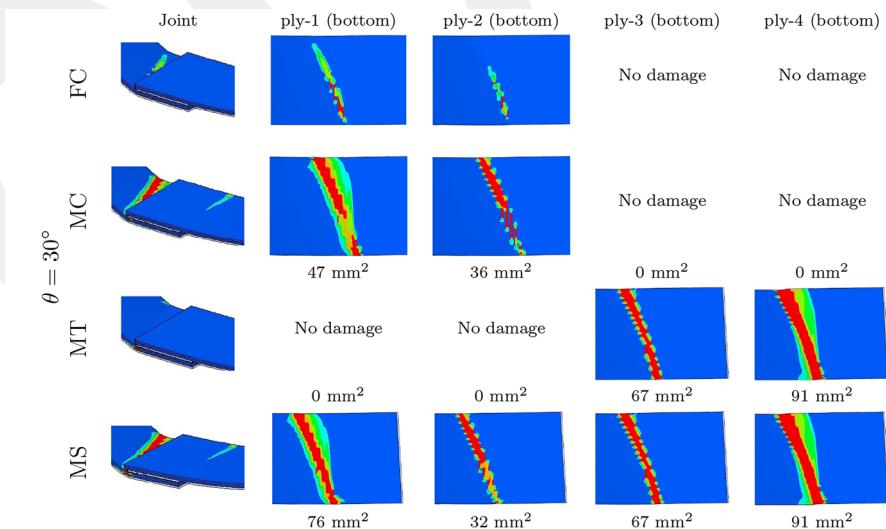 Joint ply-1 (bottom) ply-2 (bottom) ply-3 (bottom) ply-4 (bottom)
θ = 30°
FC No damage No damage
MC No damage No damage
47 mm² 36 mm² 0 mm² 0 mm²
MT No damage No damage
0 mm² 0 mm² 67 mm² 91 mm²
MS
76 mm² 32 mm² 67 mm² 91 mm²